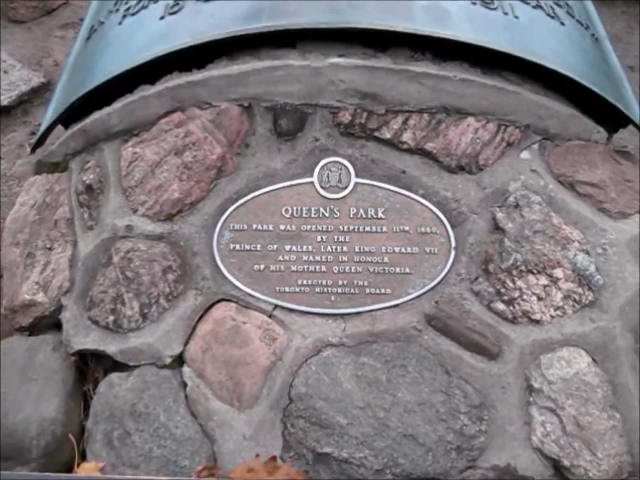 QUEEN'S PARK
THIS PARK WAS OPENED SEPTEMBER 11TH, 1860,
BY THE
PRINCE OF WALES, LATER KING EDWARD VII
AND NAMED IN HONOUR
OF HIS MOTHER QUEEN VICTORIA.
ERECTED BY THE
TORONTO HISTORICAL BOARD